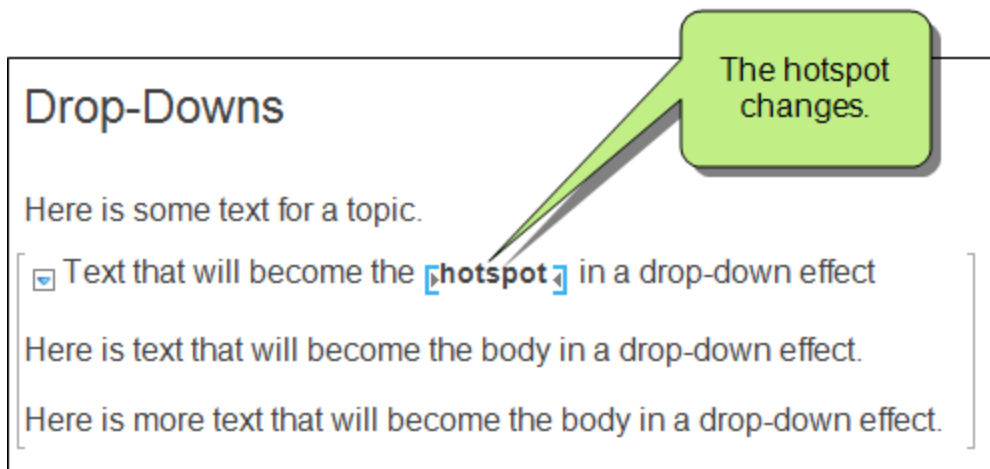 The hotspot
changes.
Drop-Downs
Here is some text for a topic.
Text that will become the hotspot in a drop-down effect
Here is text that will become the body in a drop-down effect.
Here is more text that will become the body in a drop-down effect.